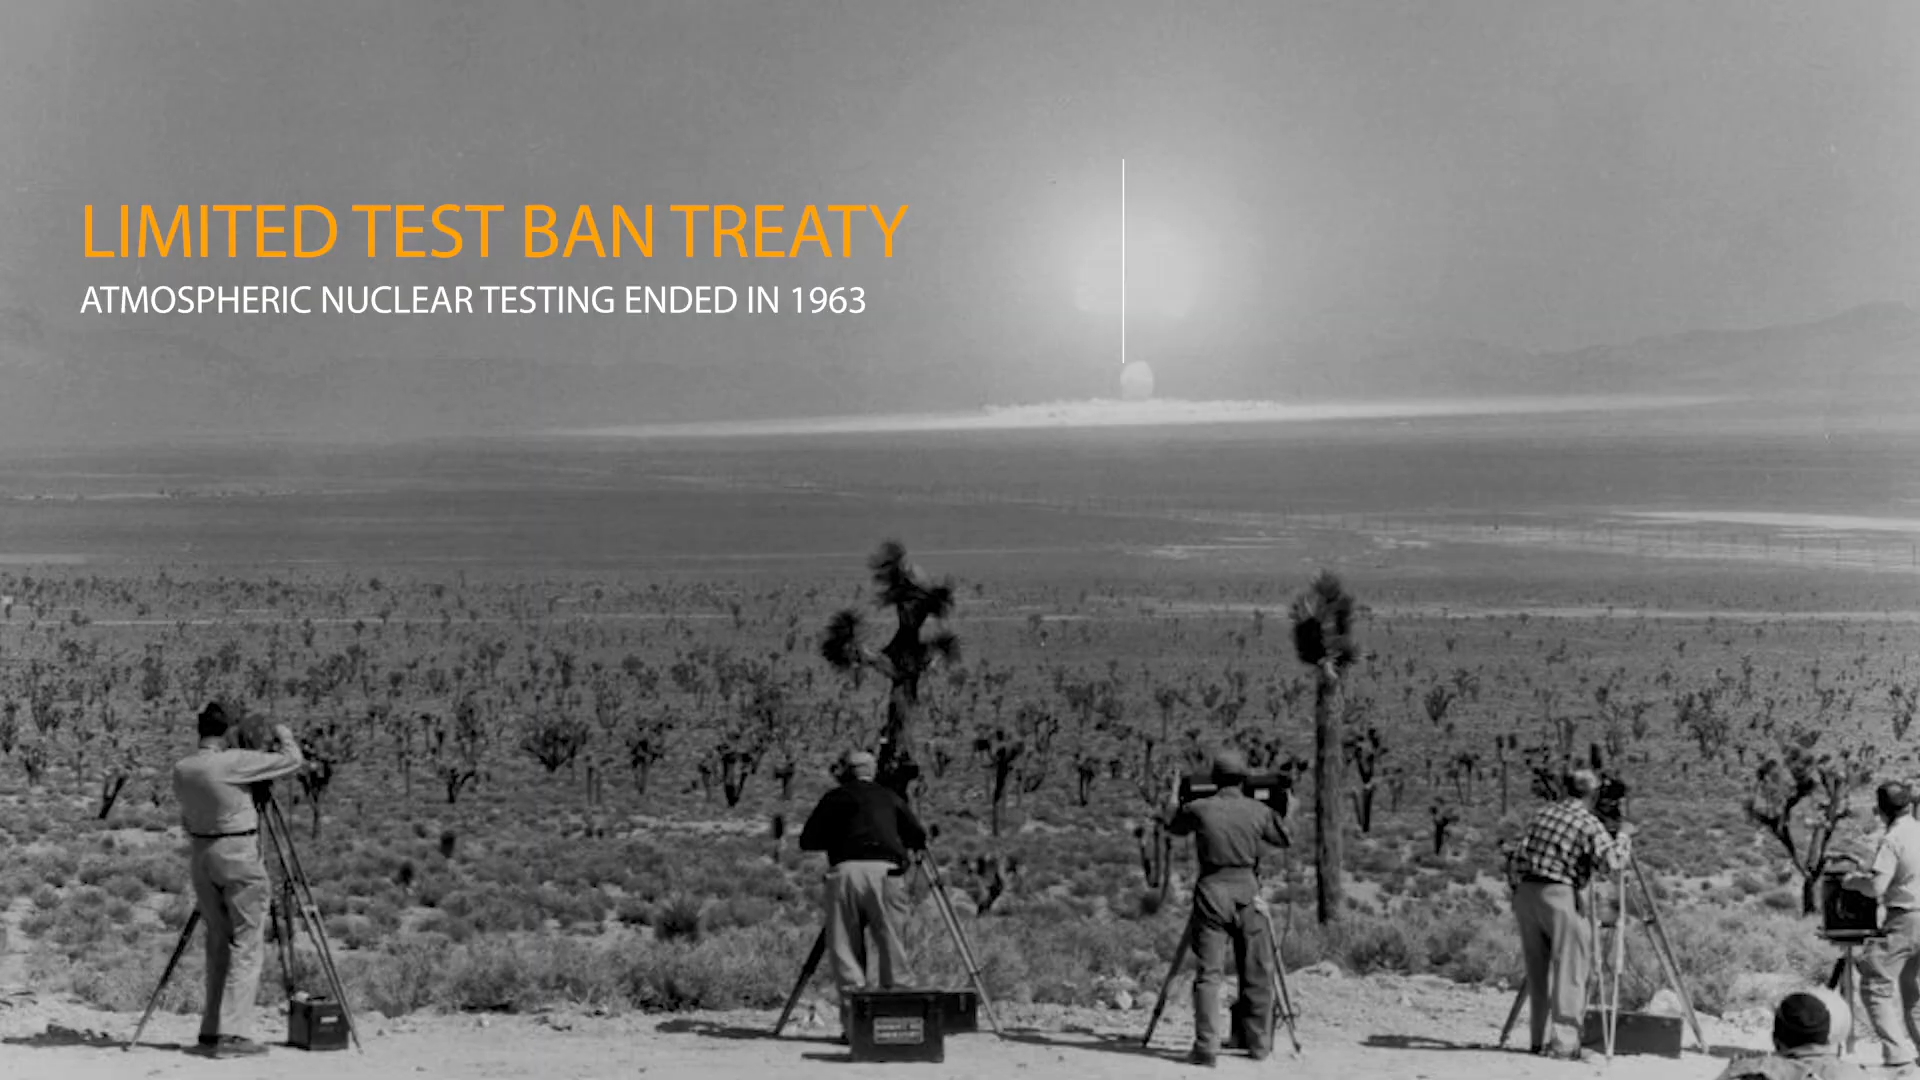 LIMITED TEST BAN TREATY
ATMOSPHERIC NUCLEAR TESTING ENDED IN 1963